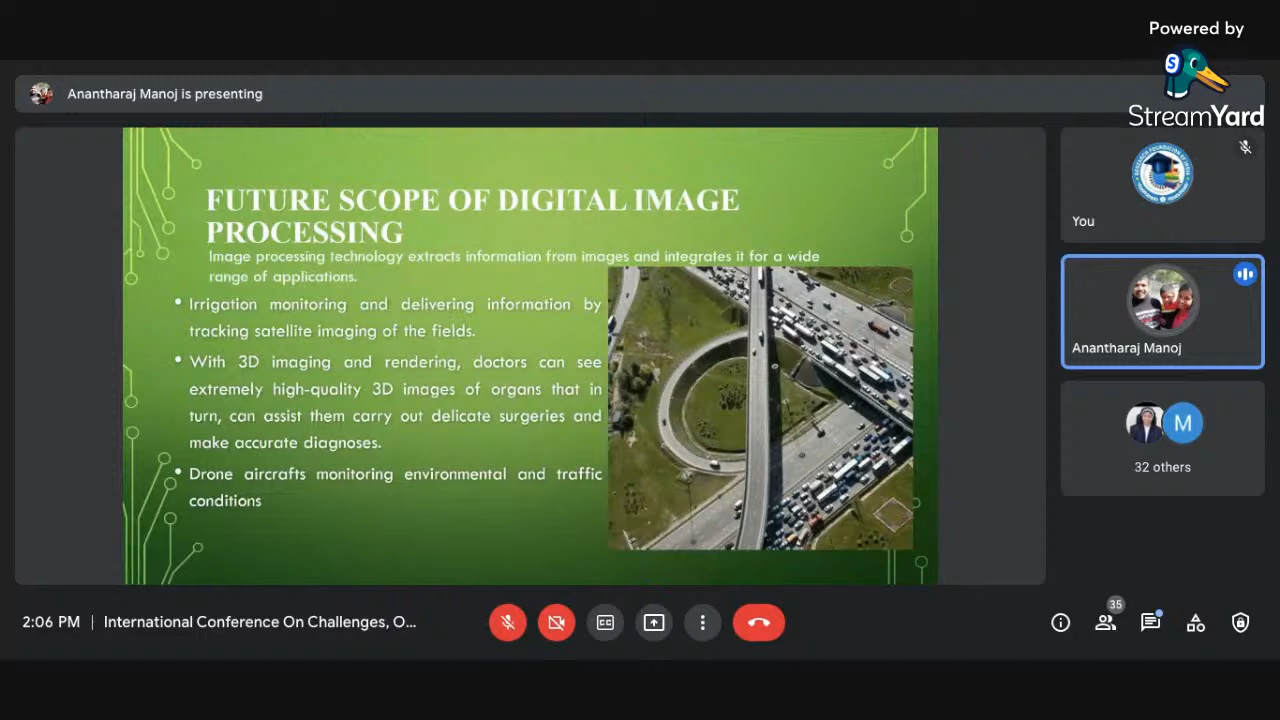 Powered by
StreamYard
Anantharaj Manoj is presenting
FUTURE SCOPE OF DIGITAL IMAGE
PROCESSING
Image processing technology extracts information from images and integrates it for a wide
range of applications.
• Irrigation monitoring and delivering information by
tracking satellite imaging of the fields.
• With 3D imaging and rendering, doctors can see
extremely high-quality 3D images of organs that in
turn, can assist them carry out delicate surgeries and
make accurate diagnoses.
• Drone aircrafts monitoring environmental and traffic
conditions
You
Anantharaj Manoj
M
32 others
2:06 PM | International Conference On Challenges, O...
CC
35